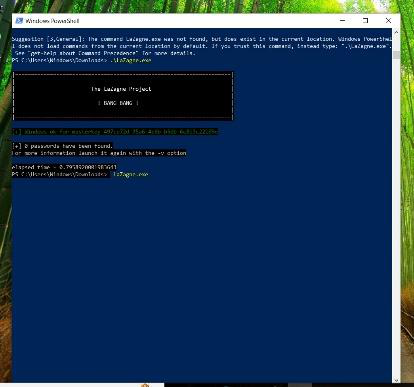 Windows PowerShell
Suggestion [3,General]: The command LaZagne.exe was not found, but does exist in the current location. Windows PowerShel
l does not load commands from the current location by default. If you trust this command, instead type: ".\LaZagne.exe".
See "get-help about_Command_Precedence" for more details.
PS C:\Users\Windows\Downloads> .\LaZagne.exe
The LaZagne Project
! BANG BANG !
[+] 0 passwords have been found.
For more information launch it again with the -v option
elapsed time =
PS C:\Users\Windows\Downloads> laZagne.exe